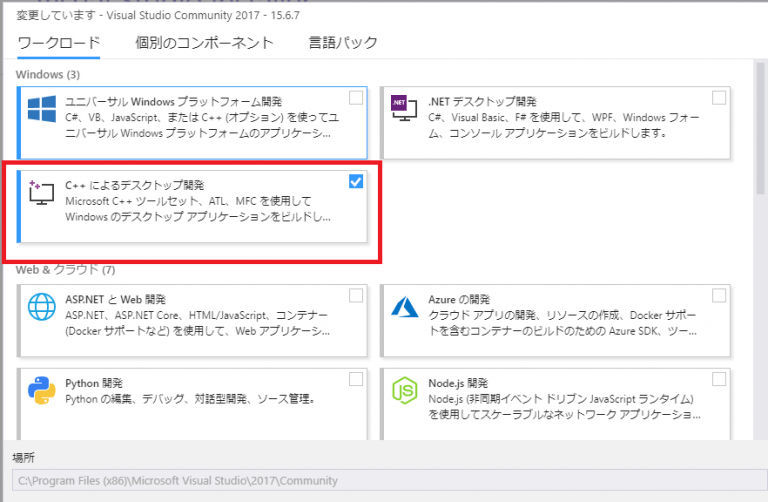 変更しています - Visual Studio Community 2017 - 15.6.7
ワークロード 個別のコンポーネント 言語パック
Windows (3)
ユニバーサル Windows プラットフォーム開発
C#、VB、JavaScript、または C++ (オプション) を使ってユ
ニバーサル Windows プラットフォームのアプリケーシ...
.NET デスクトップ開発
C#、Visual Basic、F# を使用して、WPF、Windows フォー
ム、コンソール アプリケーションをビルドします。
.NET
C++ によるデスクトップ開発
Microsoft C++ ツールセット、ATL、MFC を使用して
Windows のデスクトップ アプリケーションをビルドし...
Web & クラウド (7)
ASP.NET と Web 開発
ASP.NET、ASP.NET Core、HTML/JavaScript、コンテナー
(Docker サポートなど) を使用して、Web アプリケーシ...
Azure の開発
クラウド アプリの開発、リソースの作成、Docker サポー
トを含むコンテナーのビルドのための Azure SDK、ツー...
Python 開発
Python の編集、デバッグ、対話型開発、ソース管理。
Node.js 開発
Node.js (非同期イベント ドリブン JavaScript ランタイム)
を使用してスケーラブルなネットワーク アプリケーショ...
場所
C:\Program Files (x86)\Microsoft Visual Studio\2017\Community